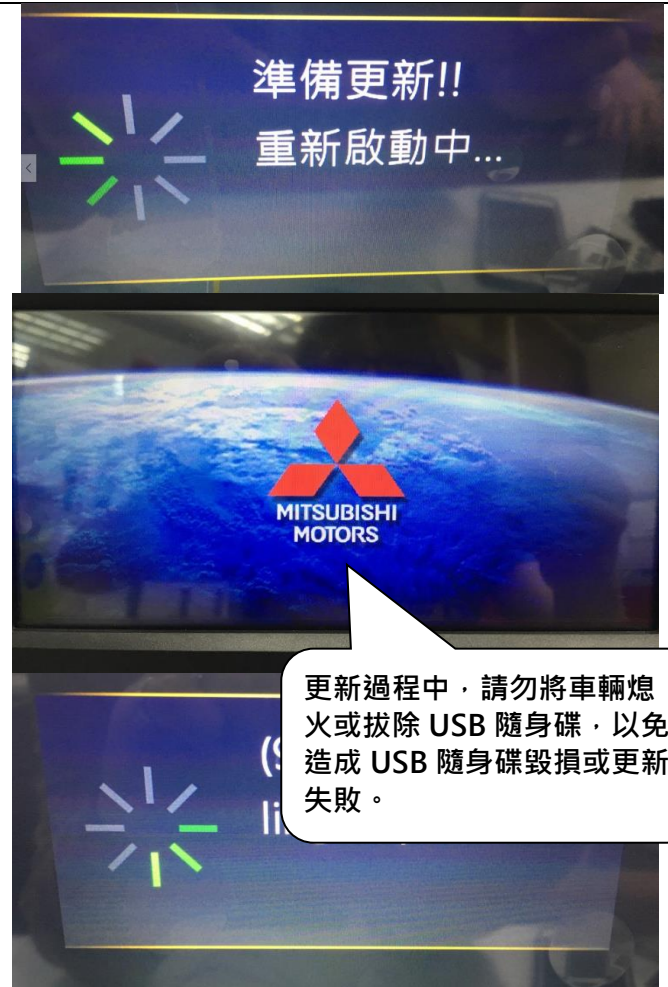 準備更新!!
重新啟動中...
MITSUBISHI
MOTORS
更新過程中，請勿將車輛熄
火或拔除 USB 隨身碟，以免
造成 USB 隨身碟毀損或更新
失敗。